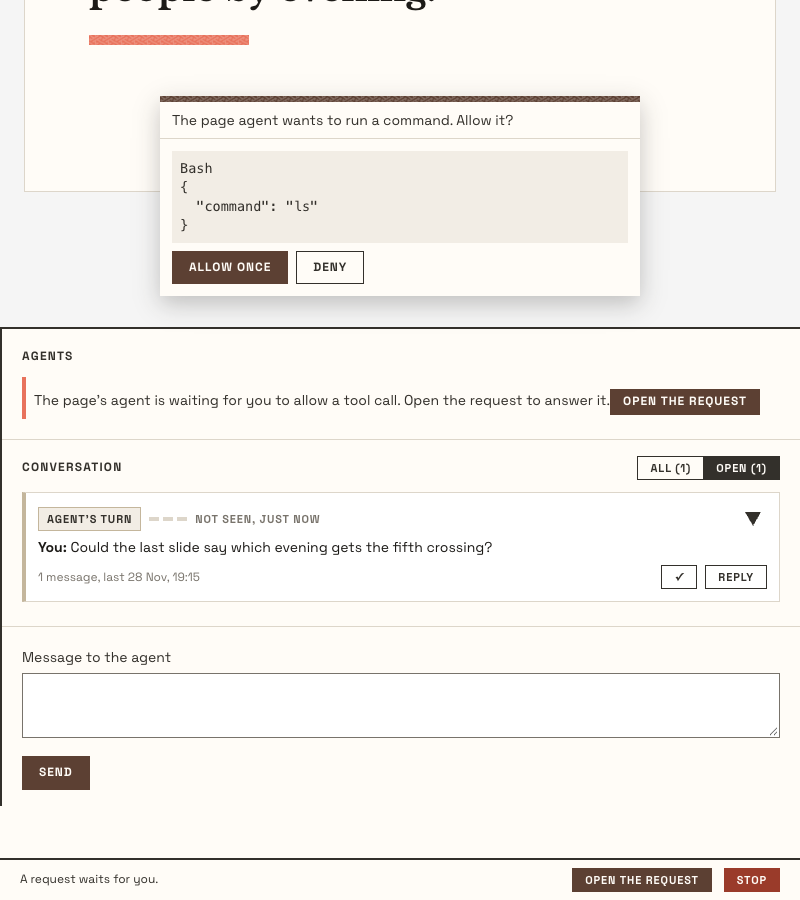 people by evening.
The page agent wants to run a command. Allow it?
Bash
{
"command": "ls"
}
ALLOW ONCE
DENY
AGENTS
The page's agent is waiting for you to allow a tool call. Open the request to answer it.
OPEN THE REQUEST
CONVERSATION
ALL (1)
OPEN (1)
AGENT'S TURN
NOT SEEN, JUST NOW
You: Could the last slide say which evening gets the fifth crossing?
1 message, last 28 Nov, 19:15
✓
REPLY
Message to the agent
SEND
A request waits for you.
OPEN THE REQUEST
STOP